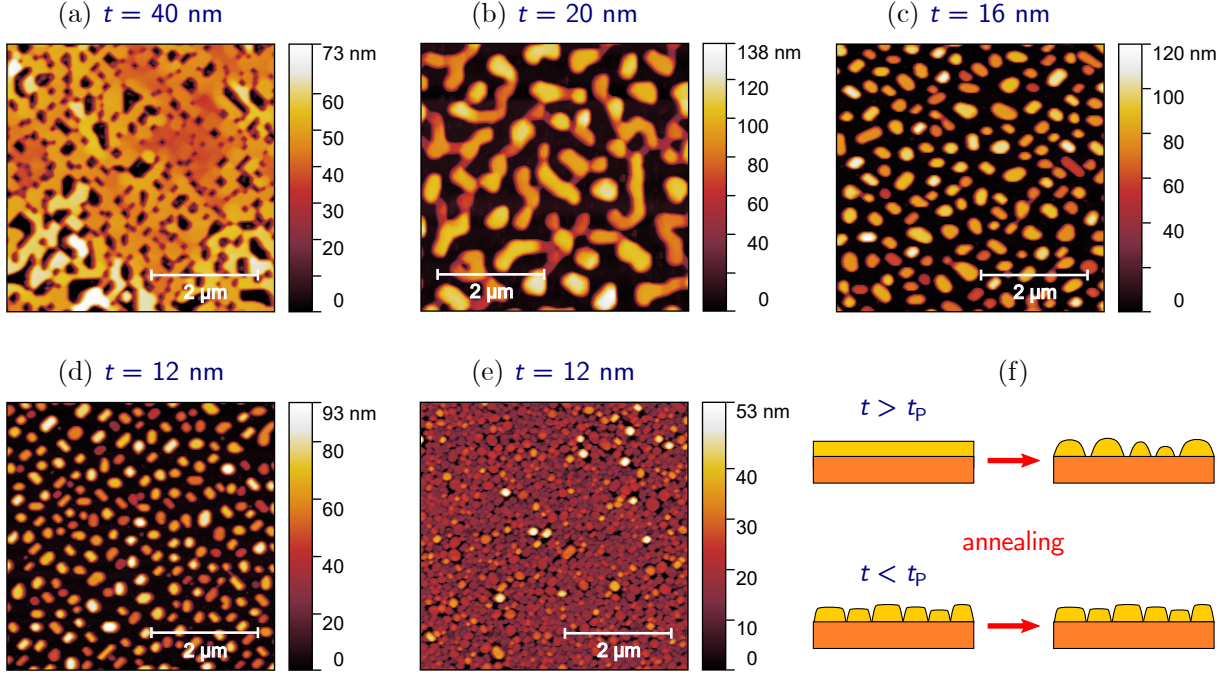 (a) t = 40 nm
73 nm
60
50
40
30
20
10
0
2 µm
(b) t = 20 nm
138 nm
120
100
80
60
40
0
2 µm
(c) t = 16 nm
120 nm
100
80
60
40
0
2 µm
(d) t = 12 nm
93 nm
80
60
40
20
0
2 µm
(e) t = 12 nm
53 nm
40
30
20
10
0
2 µm
(f)
t > tP
annealing
t < tP